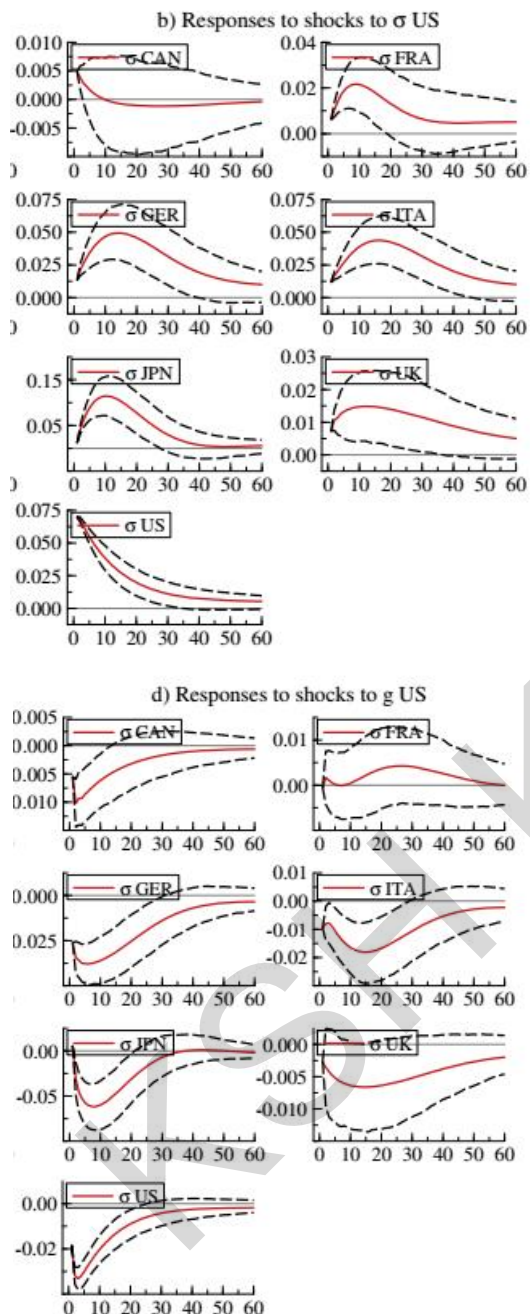 b) Responses to shocks to σ US
0.010 σ CAN 0.04 σ FRA
0.005
0.000 0.02
-0.005 0.00
0 10 20 30 40 50 60 0 10 20 30 40 50 60
0.075 σ GER 0.075 σ ITA
0.050 0.050
0.025 0.025
0.000 0.000
0 10 20 30 40 50 60 0 10 20 30 40 50 60
σ JPN 0.03 σ UK
0.15 0.02
0.05 0.01
0.00
0 10 20 30 40 50 60 0 10 20 30 40 50 60
0.075 σ US
0.050
0.025
0.000
0 10 20 30 40 50 60
d) Responses to shocks to g US
0.005 σ CAN σ FRA
0.000 0.01
0.005 0.00
0.010
0 10 20 30 40 50 60 0 10 20 30 40 50 60
0.000 σ GER 0.01 σ ITA
0.00
0.025 -0.01
-0.02
0 10 20 30 40 50 60 0 10 20 30 40 50 60
0.00 σ JPN 0.000 σ UK
-0.05 -0.005
-0.010
0 10 20 30 40 50 60 0 10 20 30 40 50 60
0.00 σ US
-0.02
0 10 20 30 40 50 60
KSH